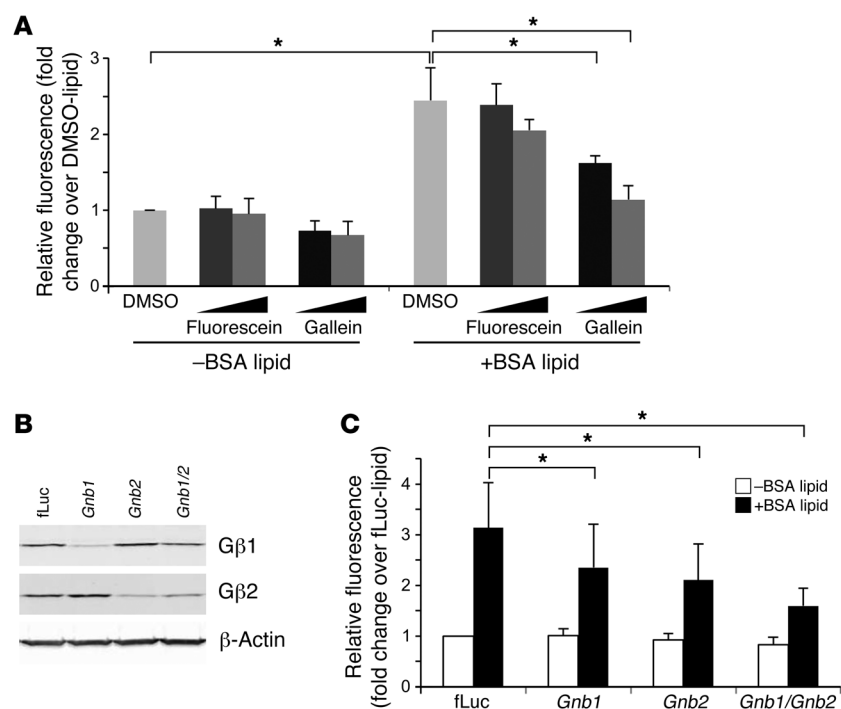 A
Relative fluorescence (fold
change over DMSO-lipid)
* * *
3
2
1
0
DMSO Fluorescein Gallein DMSO Fluorescein Gallein
–BSA lipid +BSA lipid
B
fLuc Gnb1 Gnb2 Gnb1/2
Gβ1
Gβ2
β-Actin
C
Relative fluorescence
(fold change over fLuc-lipid)
*
*
*
–BSA lipid
+BSA lipid
4
3
2
1
0
fLuc Gnb1 Gnb2 Gnb1/Gnb2